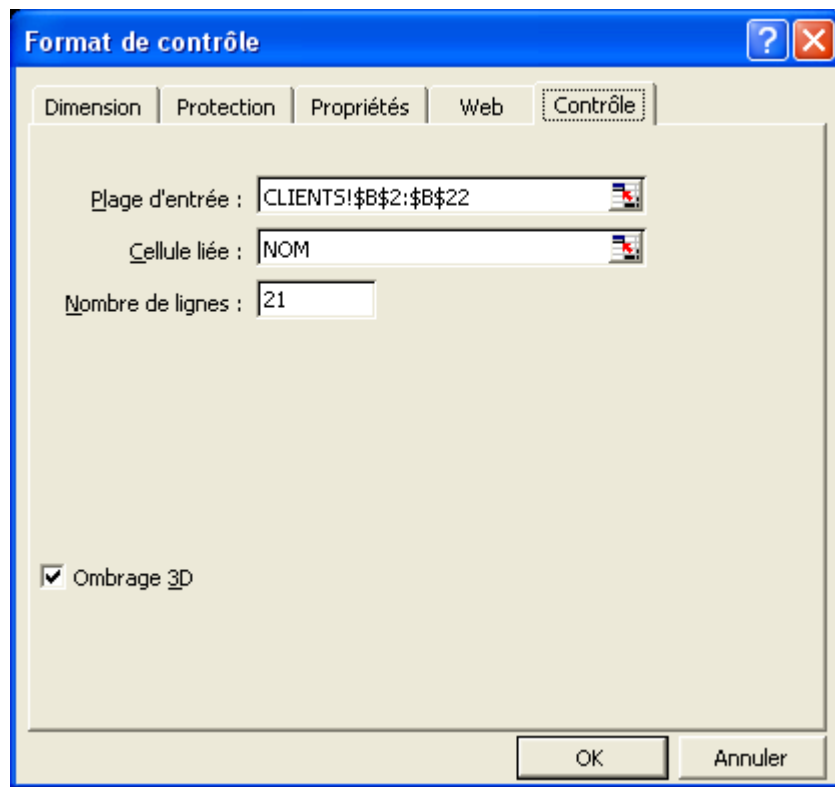 Format de contrôle ?
Dimension Protection Propriétés Web Contrôle
Plage d'entrée : CLIENTS!$B$2:$B$22
Cellule liée : NOM
Nombre de lignes : 21
Ombrage 3D
OK Annuler